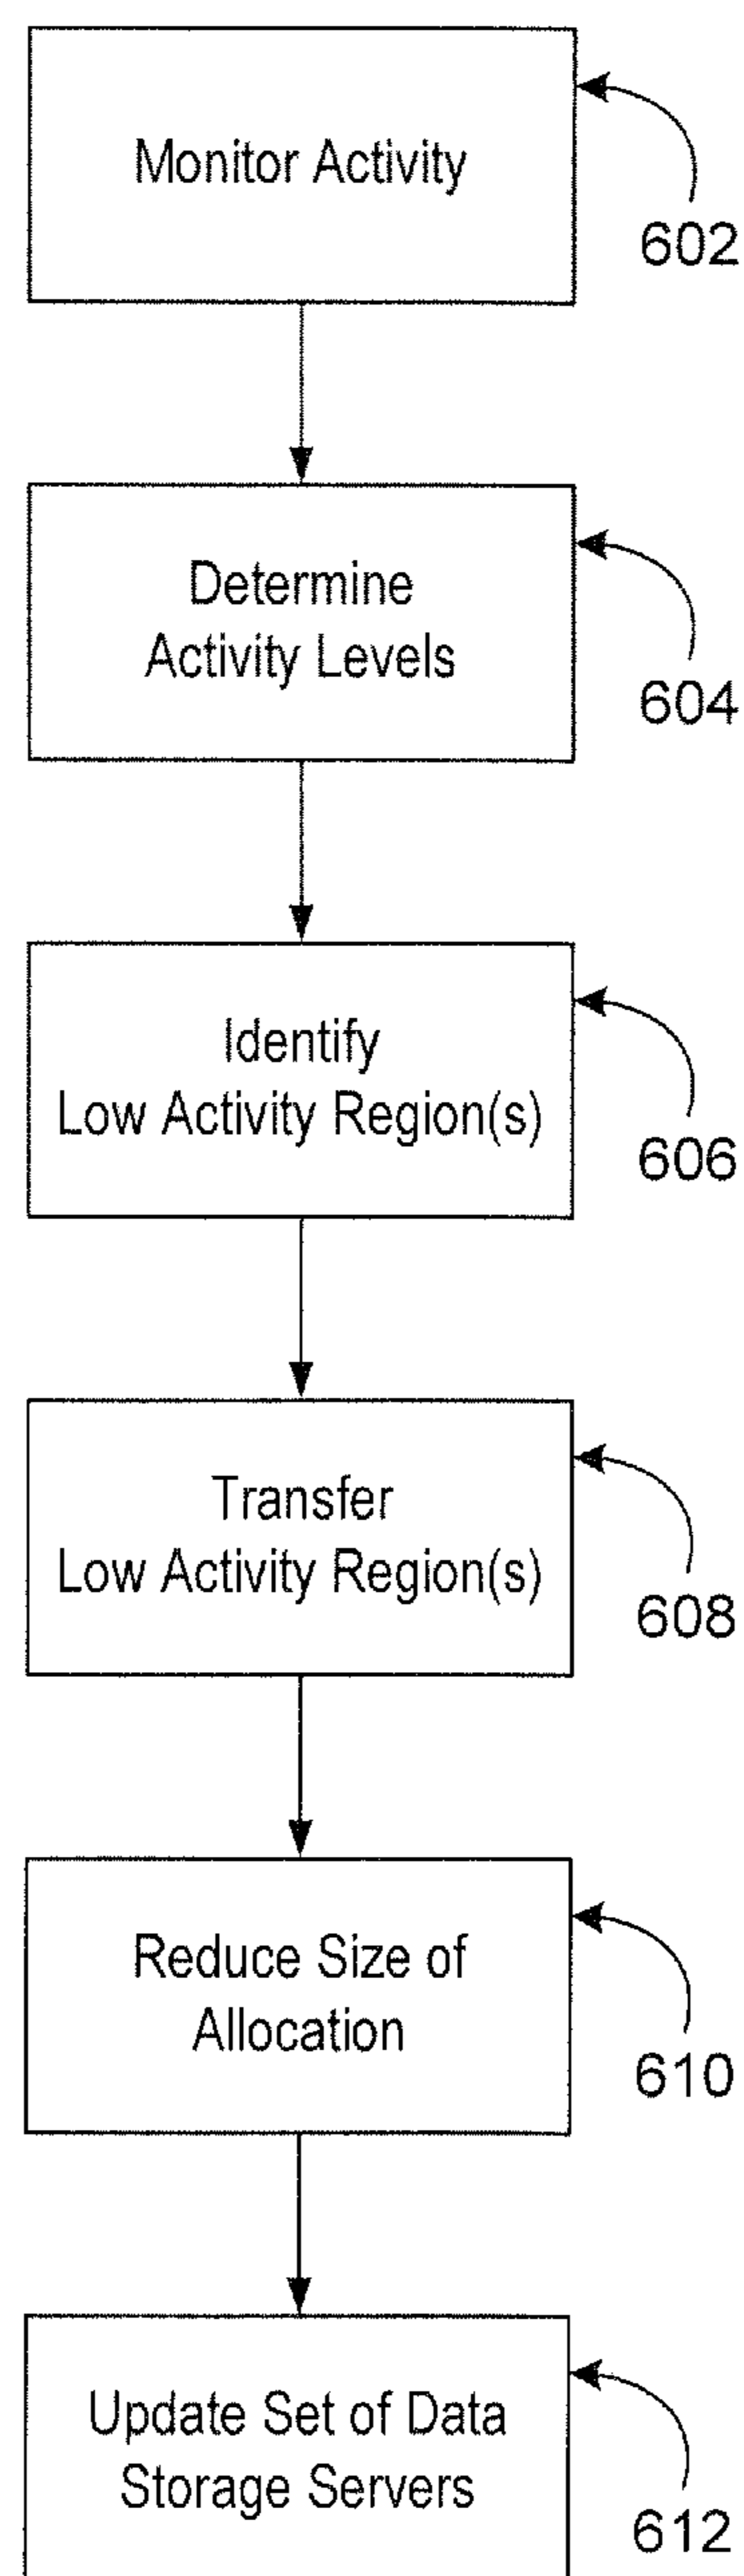 Monitor Activity
602
Determine
Activity Levels
604
Identify
Low Activity Region(s)
606
Transfer
Low Activity Region(s)
608
Reduce Size of
Allocation
610
Update Set of Data
Storage Servers
612